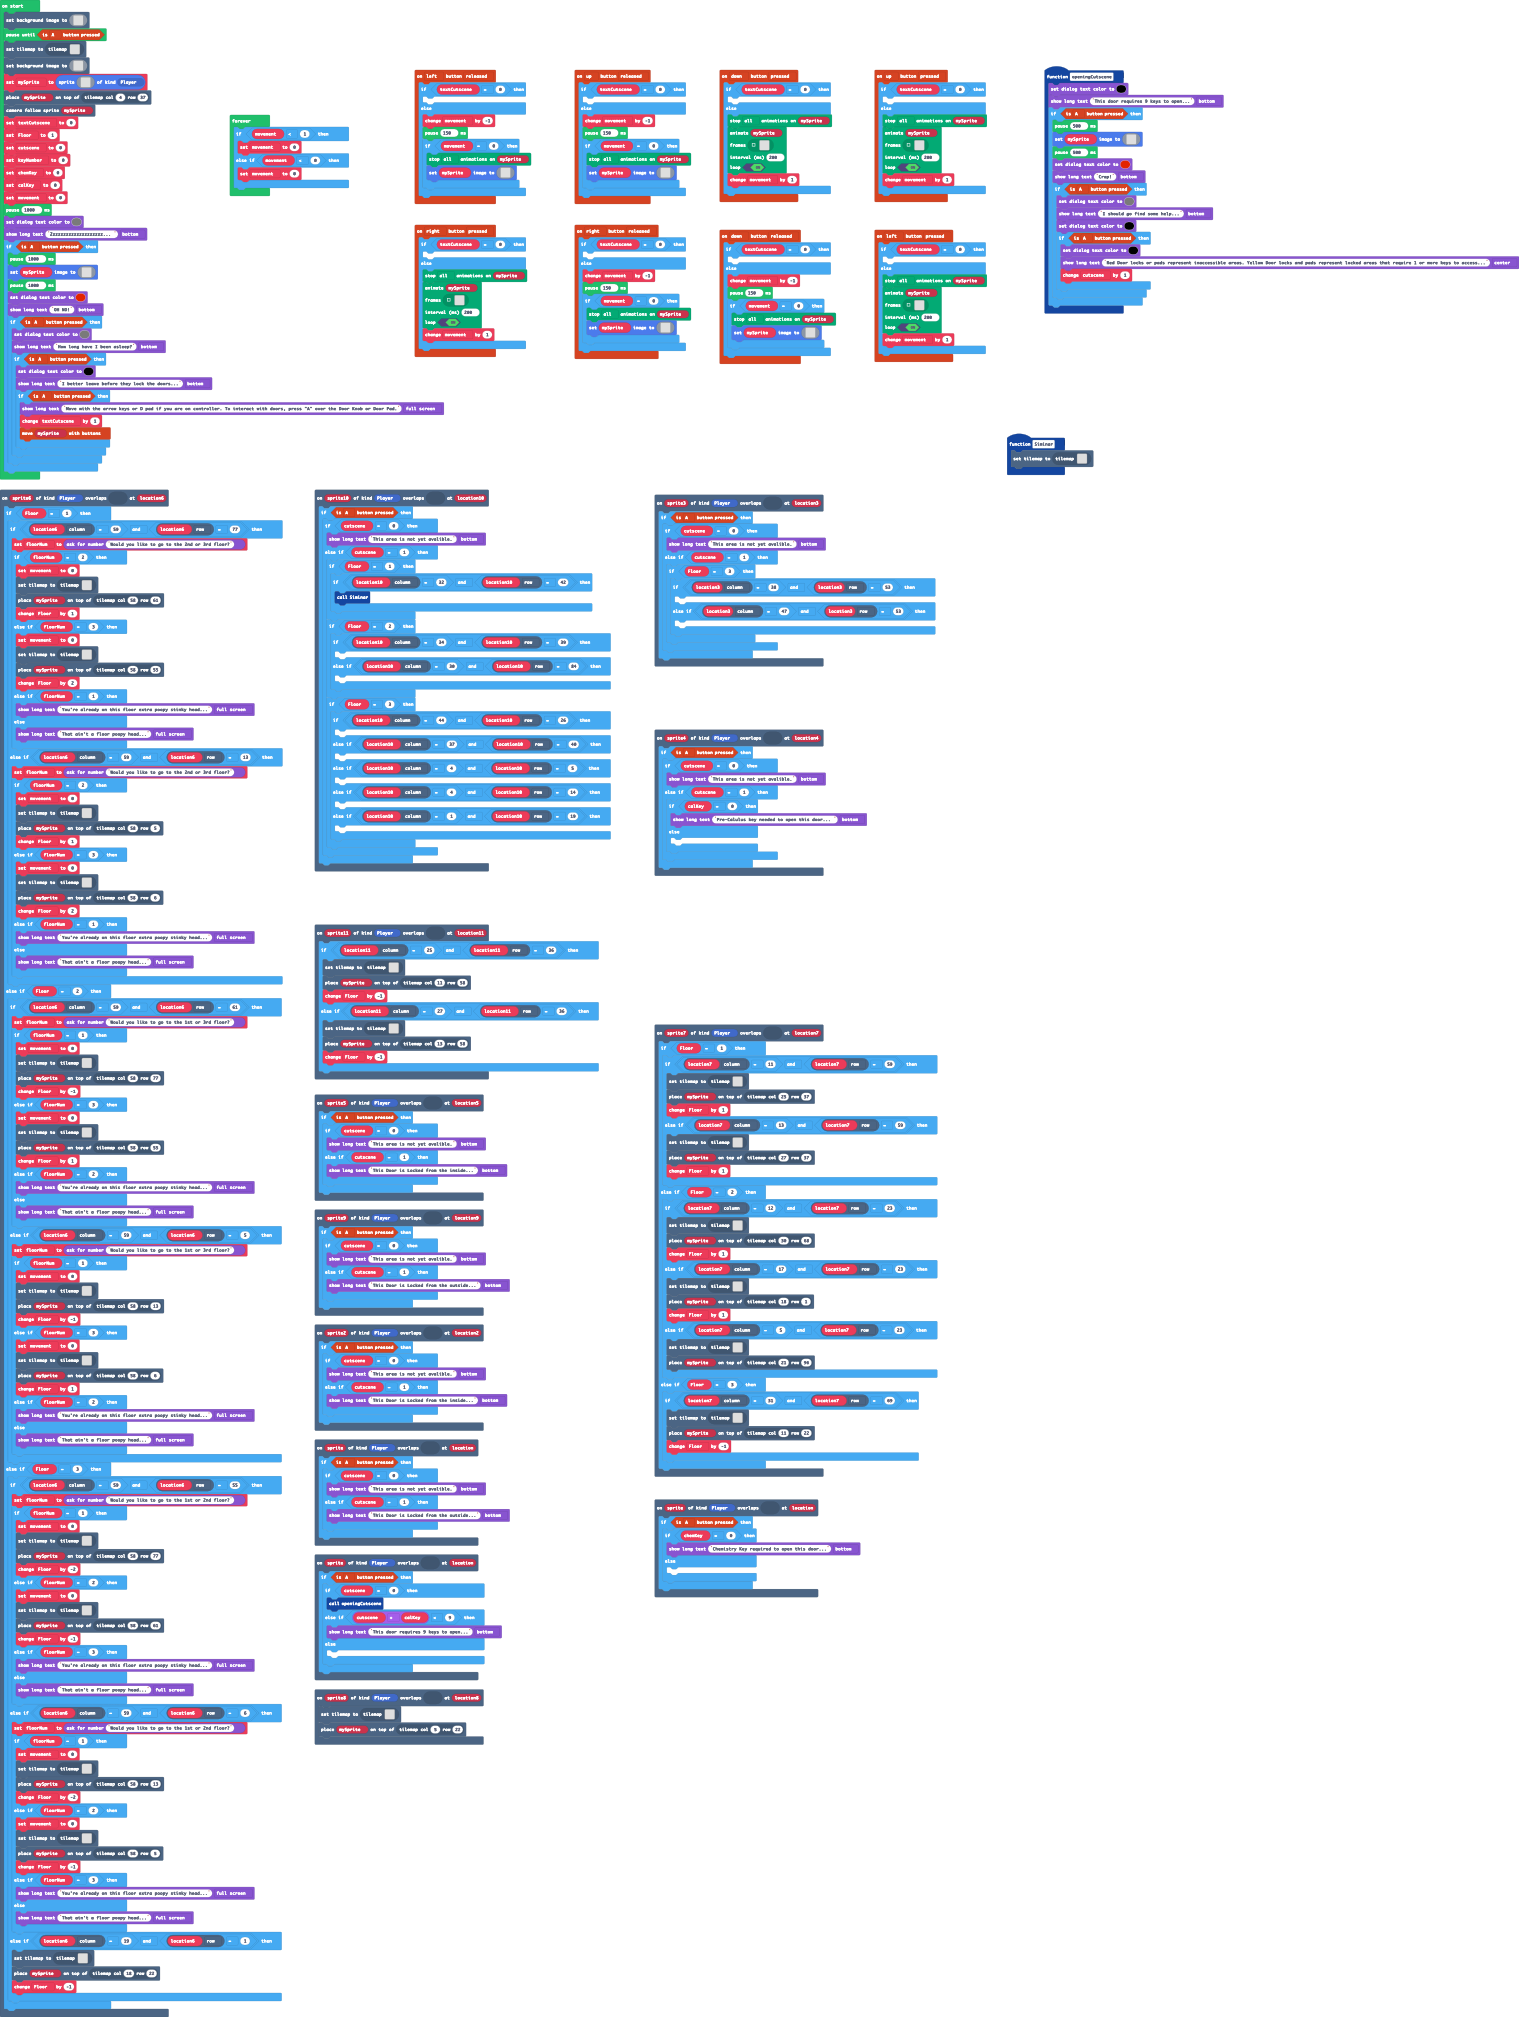 on start
set background image to
pause until is A button pressed
set tilemap to tilemap
set background image to
set mySprite to sprite of kind Player
place mySprite on top of tilemap col 4 row 37
camera follow sprite mySprite
set textCutscene to 0
set Floor to 1
set cutscene to 0
set keyNumber to 0
set chemKey to 0
set calKey to 0
set movement to 0
pause 1000 ms
set dialog text color to
show long text bottom
if is A button pressed then
pause 1000 ms
set mySprite image to
pause 1000 ms
set dialog text color to
show long text OH NO! bottom
if is A button pressed then
set dialog text color to
show long text How long have I been asleep? bottom
if is A button pressed then
set dialog text color to
show long text I better leave before they lock the doors... bottom
if is A button pressed then
show long text Move with the arrow keys or D pad if you are on controller. To interact with doors, press "A" over the Door Knob or Door Pad. full screen
change textCutscene by 1
move mySprite with buttons
forever
if movement < 1 then
set movement to 0
else if movement < 0 then
set movement to 0
on left button released
if textCutscene = 0 then
else
change movement by -1
pause 150 ms
if movement = 0 then
stop all animations on mySprite
set mySprite image to
on up button released
if textCutscene = 0 then
else
change movement by -1
pause 150 ms
if movement = 0 then
stop all animations on mySprite
set mySprite image to
on down button pressed
if textCutscene = 0 then
else
stop all animations on mySprite
animate mySprite
frames
interval (ms) 200
loop
change movement by 1
on up button pressed
if textCutscene = 0 then
else
stop all animations on mySprite
animate mySprite
frames
interval (ms) 200
loop
change movement by 1
on right button pressed
if textCutscene = 0 then
else
stop all animations on mySprite
animate mySprite
frames
interval (ms) 200
loop
change movement by 1
on right button released
if textCutscene = 0 then
else
change movement by -1
pause 150 ms
if movement = 0 then
stop all animations on mySprite
set mySprite image to
on down button released
if textCutscene = 0 then
else
change movement by -1
pause 150 ms
if movement = 0 then
stop all animations on mySprite
set mySprite image to
on left button pressed
if textCutscene = 0 then
else
stop all animations on mySprite
animate mySprite
frames
interval (ms) 200
loop
change movement by 1
function openingCutscene
set dialog text color to
show long text This door requires 9 keys to open... bottom
if is A button pressed then
pause 500 ms
set mySprite image to
pause 500 ms
set dialog text color to
show long text Crap! bottom
if is A button pressed then
set dialog text color to
show long text I should go find some help... bottom
set dialog text color to
if is A button pressed then
set dialog text color to
show long text Red Door locks or pads represent inaccessible areas. Yellow Door locks and pads represent locked areas that require 1 or more keys to access... center
change cutscene by 1
function Siminar
set tilemap to tilemap
on sprite6 of kind Player overlaps at location6
if Floor = 1 then
if location6 column = 59 and location6 row = 77 then
set floorNum to ask for number Would you like to go to the 2nd or 3rd floor?
if floorNum = 2 then
set movement to 0
set tilemap to tilemap
place mySprite on top of tilemap col 58 row 61
change Floor by 1
else if floorNum = 3 then
set movement to 0
set tilemap to tilemap
place mySprite on top of tilemap col 58 row 55
change Floor by 2
else if floorNum = 1 then
show long text You're already on this floor extra poopy stinky head... full screen
else
show long text That ain't a floor poopy head... full screen
else if location6 column = 59 and location6 row = 13 then
set floorNum to ask for number Would you like to go to the 2nd or 3rd floor?
if floorNum = 2 then
set movement to 0
set tilemap to tilemap
place mySprite on top of tilemap col 58 row 5
change Floor by 1
else if floorNum = 3 then
set movement to 0
set tilemap to tilemap
place mySprite on top of tilemap col 58 row 6
change Floor by 2
else if floorNum = 1 then
show long text You're already on this floor extra poopy stinky head... full screen
else
show long text That ain't a floor poopy head... full screen
else if Floor = 2 then
if location6 column = 59 and location6 row = 61 then
set floorNum to ask for number Would you like to go to the 1st or 3rd floor?
if floorNum = 1 then
set movement to 0
set tilemap to tilemap
place mySprite on top of tilemap col 58 row 77
change Floor by -1
else if floorNum = 3 then
set movement to 0
set tilemap to tilemap
place mySprite on top of tilemap col 58 row 55
change Floor by 1
else if floorNum = 2 then
show long text You're already on this floor extra poopy stinky head... full screen
else
show long text That ain't a floor poopy head... full screen
else if location6 column = 59 and location6 row = 5 then
set floorNum to ask for number Would you like to go to the 1st or 3rd floor?
if floorNum = 1 then
set movement to 0
set tilemap to tilemap
place mySprite on top of tilemap col 58 row 13
change Floor by -1
else if floorNum = 3 then
set movement to 0
set tilemap to tilemap
place mySprite on top of tilemap col 58 row 6
change Floor by 1
else if floorNum = 2 then
show long text You're already on this floor extra poopy stinky head... full screen
else
show long text That ain't a floor poopy head... full screen
else if Floor = 3 then
if location6 column = 59 and location6 row = 55 then
set floorNum to ask for number Would you like to go to the 1st or 2nd floor?
if floorNum = 1 then
set movement to 0
set tilemap to tilemap
place mySprite on top of tilemap col 58 row 77
change Floor by -2
else if floorNum = 2 then
set movement to 0
set tilemap to tilemap
place mySprite on top of tilemap col 58 row 61
change Floor by -1
else if floorNum = 3 then
show long text You're already on this floor extra poopy stinky head... full screen
else
show long text That ain't a floor poopy head... full screen
else if location6 column = 59 and location6 row = 6 then
set floorNum to ask for number Would you like to go to the 1st or 2nd floor?
if floorNum = 1 then
set movement to 0
set tilemap to tilemap
place mySprite on top of tilemap col 58 row 13
change Floor by -2
else if floorNum = 2 then
set movement to 0
set tilemap to tilemap
place mySprite on top of tilemap col 58 row 5
change Floor by -1
else if floorNum = 3 then
show long text You're already on this floor extra poopy stinky head... full screen
else
show long text That ain't a floor poopy head... full screen
else if location6 column = 19 and location6 row = 1 then
set tilemap to tilemap
place mySprite on top of tilemap col 18 row 23
change Floor by -1
on sprite10 of kind Player overlaps at location10
if is A button pressed then
if cutscene = 0 then
show long text This area is not yet avalible. bottom
else if cutscene = 1 then
if Floor = 1 then
if location10 column = 32 and location10 row = 42 then
call Siminar
if Floor = 2 then
if location10 column = 34 and location10 row = 39 then
else if location10 column = 36 and location10 row = 84 then
if Floor = 3 then
if location10 column = 44 and location10 row = 26 then
else if location10 column = 37 and location10 row = 40 then
else if location10 column = 4 and location10 row = 5 then
else if location10 column = 4 and location10 row = 14 then
else if location10 column = 1 and location10 row = 19 then
on sprite11 of kind Player overlaps at location11
if location11 column = 25 and location11 row = 36 then
set tilemap to tilemap
place mySprite on top of tilemap col 11 row 58
change Floor by -1
else if location11 column = 27 and location11 row = 36 then
set tilemap to tilemap
place mySprite on top of tilemap col 13 row 58
change Floor by -1
on sprite5 of kind Player overlaps at location5
if is A button pressed then
if cutscene = 0 then
show long text This area is not yet avalible. bottom
else if cutscene = 1 then
show long text This Door is Locked from the inside... bottom
on sprite9 of kind Player overlaps at location9
if is A button pressed then
if cutscene = 0 then
show long text This area is not yet avalible. bottom
else if cutscene = 1 then
show long text This Door is Locked from the outside... bottom
on sprite2 of kind Player overlaps at location2
if is A button pressed then
if cutscene = 0 then
show long text This area is not yet avalible. bottom
else if cutscene = 1 then
show long text This Door is Locked from the inside... bottom
on sprite of kind Player overlaps at location
if is A button pressed then
if cutscene = 0 then
show long text This area is not yet avalible. bottom
else if cutscene = 1 then
show long text This Door is Locked from the outside... bottom
on sprite of kind Player overlaps at location
if is A button pressed then
if cutscene = 0 then
call openingCutscene
else if cutscene + calKey = 9 then
show long text This door requires 9 keys to open... bottom
else
on sprite8 of kind Player overlaps at location8
set tilemap to tilemap
place mySprite on top of tilemap col row 23
on sprite3 of kind Player overlaps at location3
if is A button pressed then
if cutscene = 0 then
show long text This area is not yet avalible. bottom
else if cutscene = 1 then
if Floor = 3 then
if location3 column = 38 and location3 row = 53 then
else if location3 column = 47 and location3 row = 53 then
on sprite4 of kind Player overlaps at location4
if is A button pressed then
if cutscene = 0 then
show long text This area is not yet avalible. bottom
else if cutscene = 1 then
if calKey = 0 then
show long text Pre-Calculus key needed to open this door... bottom
else
on sprite7 of kind Player overlaps at location7
if Floor = 1 then
if location7 column = 11 and location7 row = 59 then
set tilemap to tilemap
place mySprite on top of tilemap col 25 row 37
change Floor by 1
else if location7 column = 13 and location7 row = 59 then
set tilemap to tilemap
place mySprite on top of tilemap col 27 row 37
change Floor by 1
else if Floor = 2 then
if location7 column = 12 and location7 row = 23 then
set tilemap to tilemap
place mySprite on top of tilemap col 30 row 68
change Floor by 1
else if location7 column = 17 and location7 row = 23 then
set tilemap to tilemap
place mySprite on top of tilemap col 18 row
change Floor by 1
else if location7 column = 5 and location7 row = 23 then
set tilemap to tilemap
place mySprite on top of tilemap col row
else if Floor = 3 then
if location7 column = 31 and location7 row = 69 then
set tilemap to tilemap
place mySprite on top of tilemap col 11 row 22
change Floor by -1
on sprite of kind Player overlaps at location
if is A button pressed then
if chemKey = 0 then
show long text Chemistry Key required to open this door... bottom
else